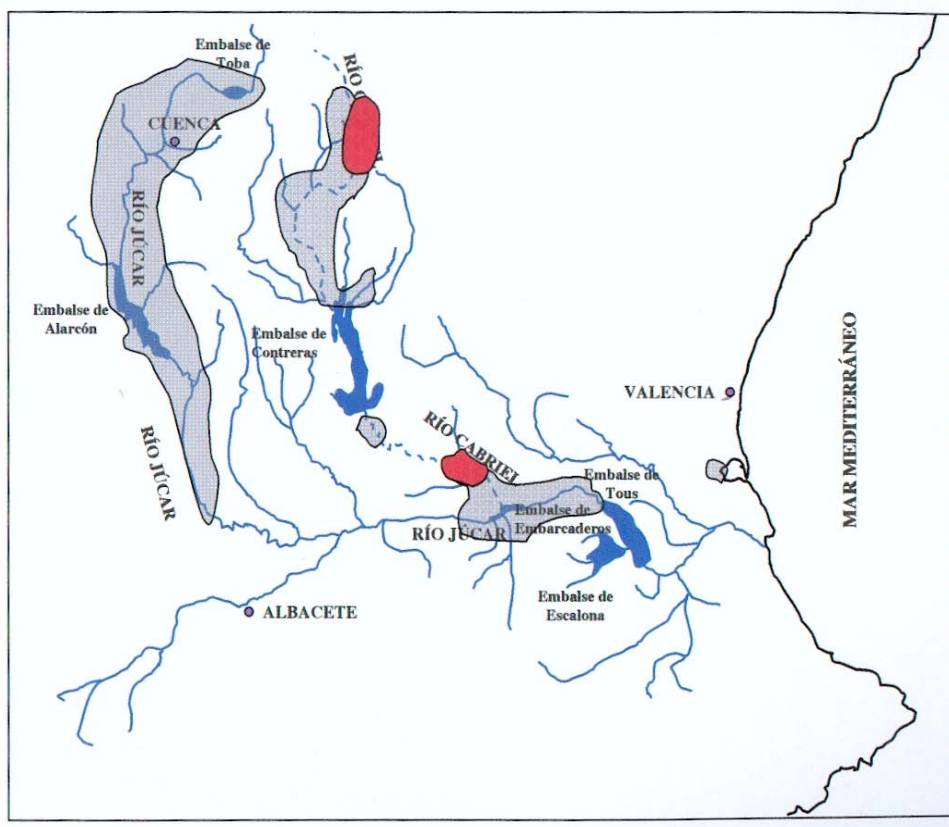 Embalse de
Toba
RÍO
CUENCA
RÍO JÚCAR
Embalse de
Alarcón
Embalse de
Contreras
MAR MEDITERRÁNEO
VALENCIA
RÍO CABRIEL
RÍO JÚCAR
Embalse de
Tous
Embalse de
Embarcaderos
RÍO JÚCAR
Embalse de
Escalona
ALBACETE